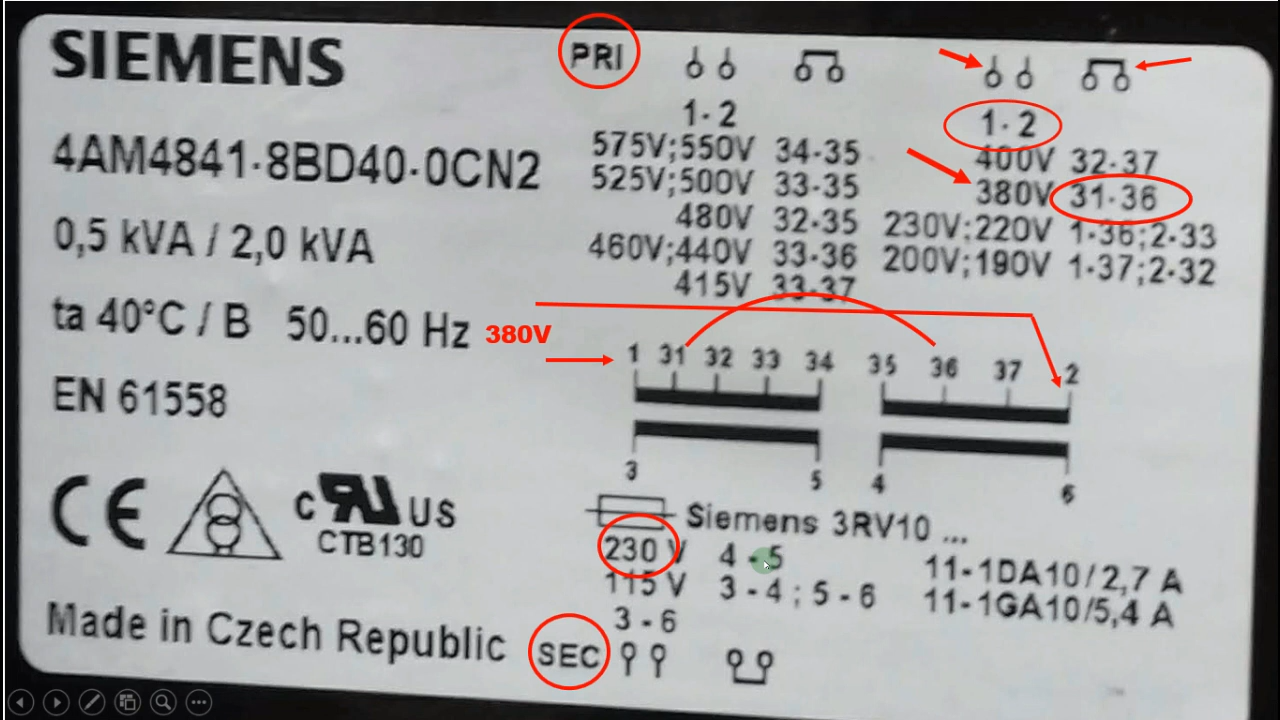 SIEMENS
4AM4841-8BD40-0CN2
0,5 kVA / 2,0 kVA
ta 40°C / B 50...60 Hz
EN 61558
CE
C RU US
CTB130
Made in Czech Republic
PRI
1-2
575V;550V 34-35
525V;500V 33-35
480V 32-35
460V;440V 33-36
415V 33-37
1-2
400V 32-37
380V 31-36
230V;220V 1-36;2-33
200V;190V 1-37;2-32
380V
1 31 32 33 34 35 36 37 2
3 5 4 6
Siemens 3RV10 ...
230 V 4 - 5 11-1DA10/2,7 A
115 V 3 - 4 ; 5 - 6 11-1GA10/5,4 A
3 - 6
SEC